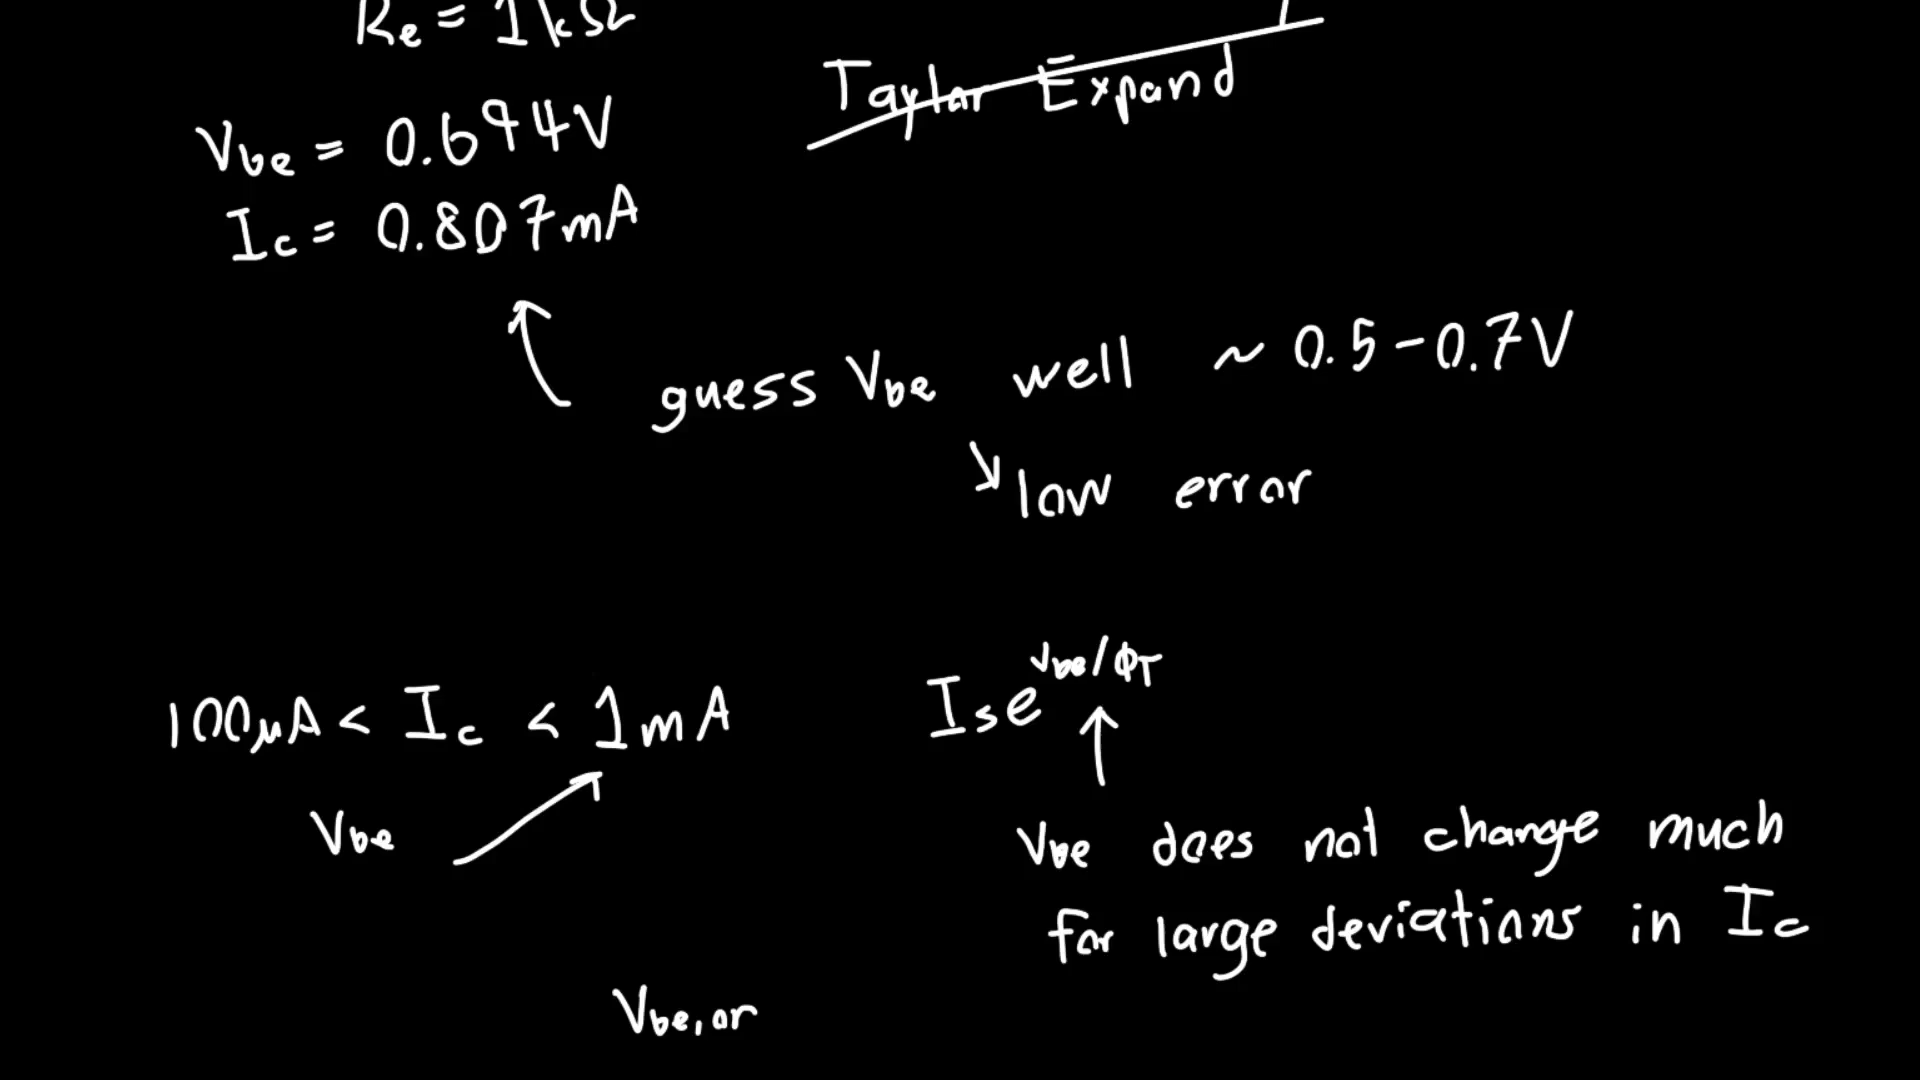 Re = 1kΩ
Taylor Expand
Vbe = 0.694V
Ic = 0.807mA
guess Vbe well ~ 0.5-0.7V
low error
100μA < Ic < 1mA
Ise^Vbe/ΦT
Vbe
Vbe does not change much
for large deviations in Ic
Vbe,on